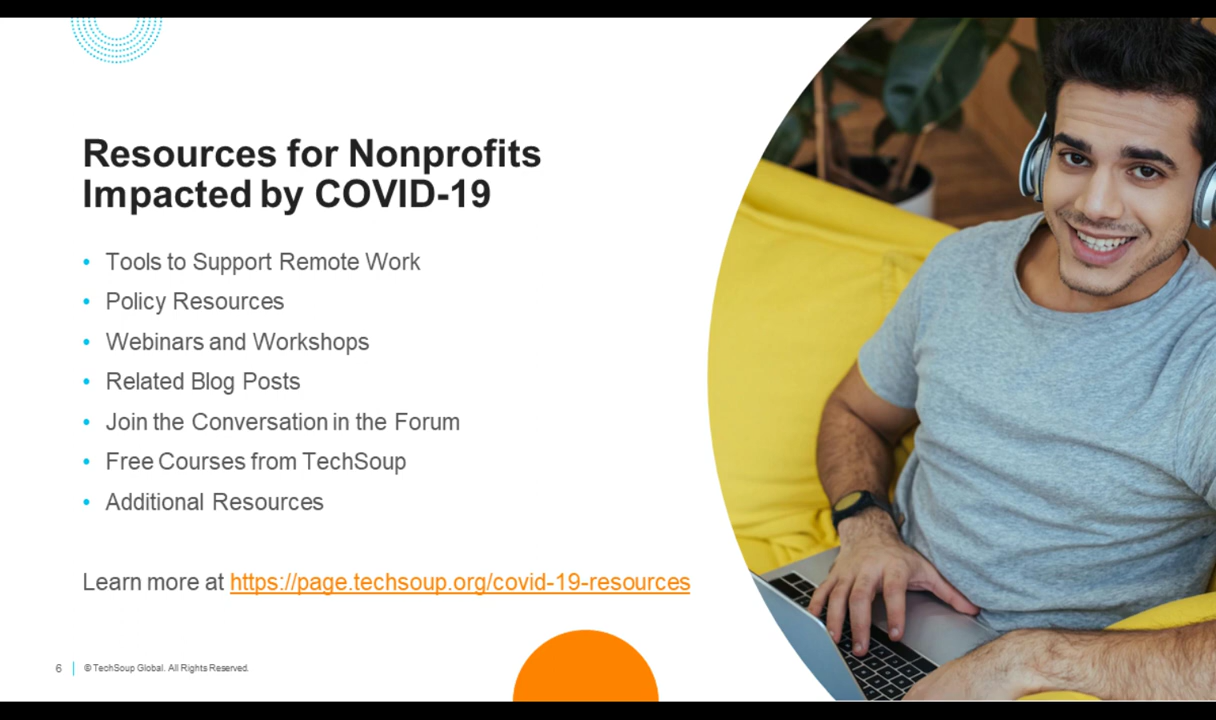 Resources for Nonprofits
Impacted by COVID-19
• Tools to Support Remote Work
• Policy Resources
• Webinars and Workshops
• Related Blog Posts
• Join the Conversation in the Forum
• Free Courses from TechSoup
• Additional Resources
Learn more at https://page.techsoup.org/covid-19-resources
6 | © TechSoup Global. All Rights Reserved.